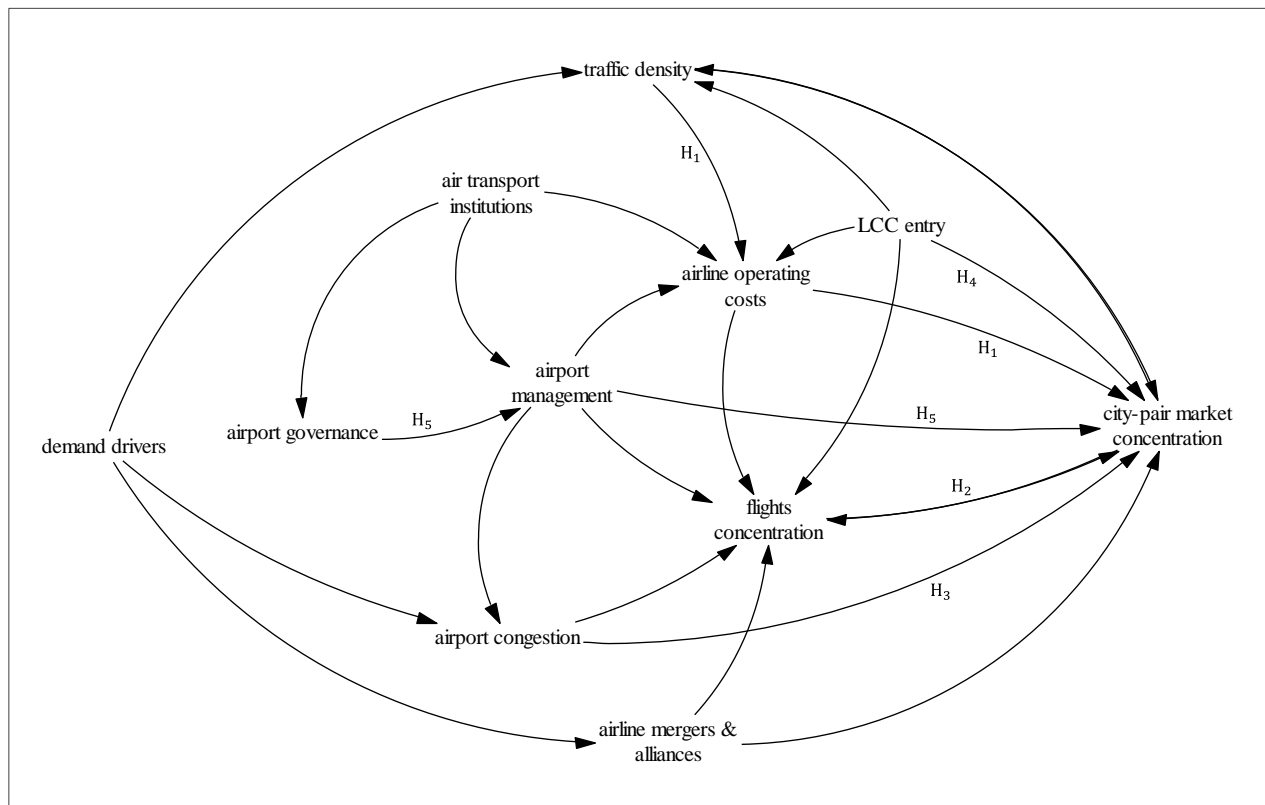 traffic density
H₁
air transport
institutions
LCC entry
airline operating
costs
H₄
H₁
airport
management
city-pair market
concentration
H₅
H₅
airport governance
demand drivers
H₂
flights
concentration
H₃
airport congestion
airline mergers &
alliances